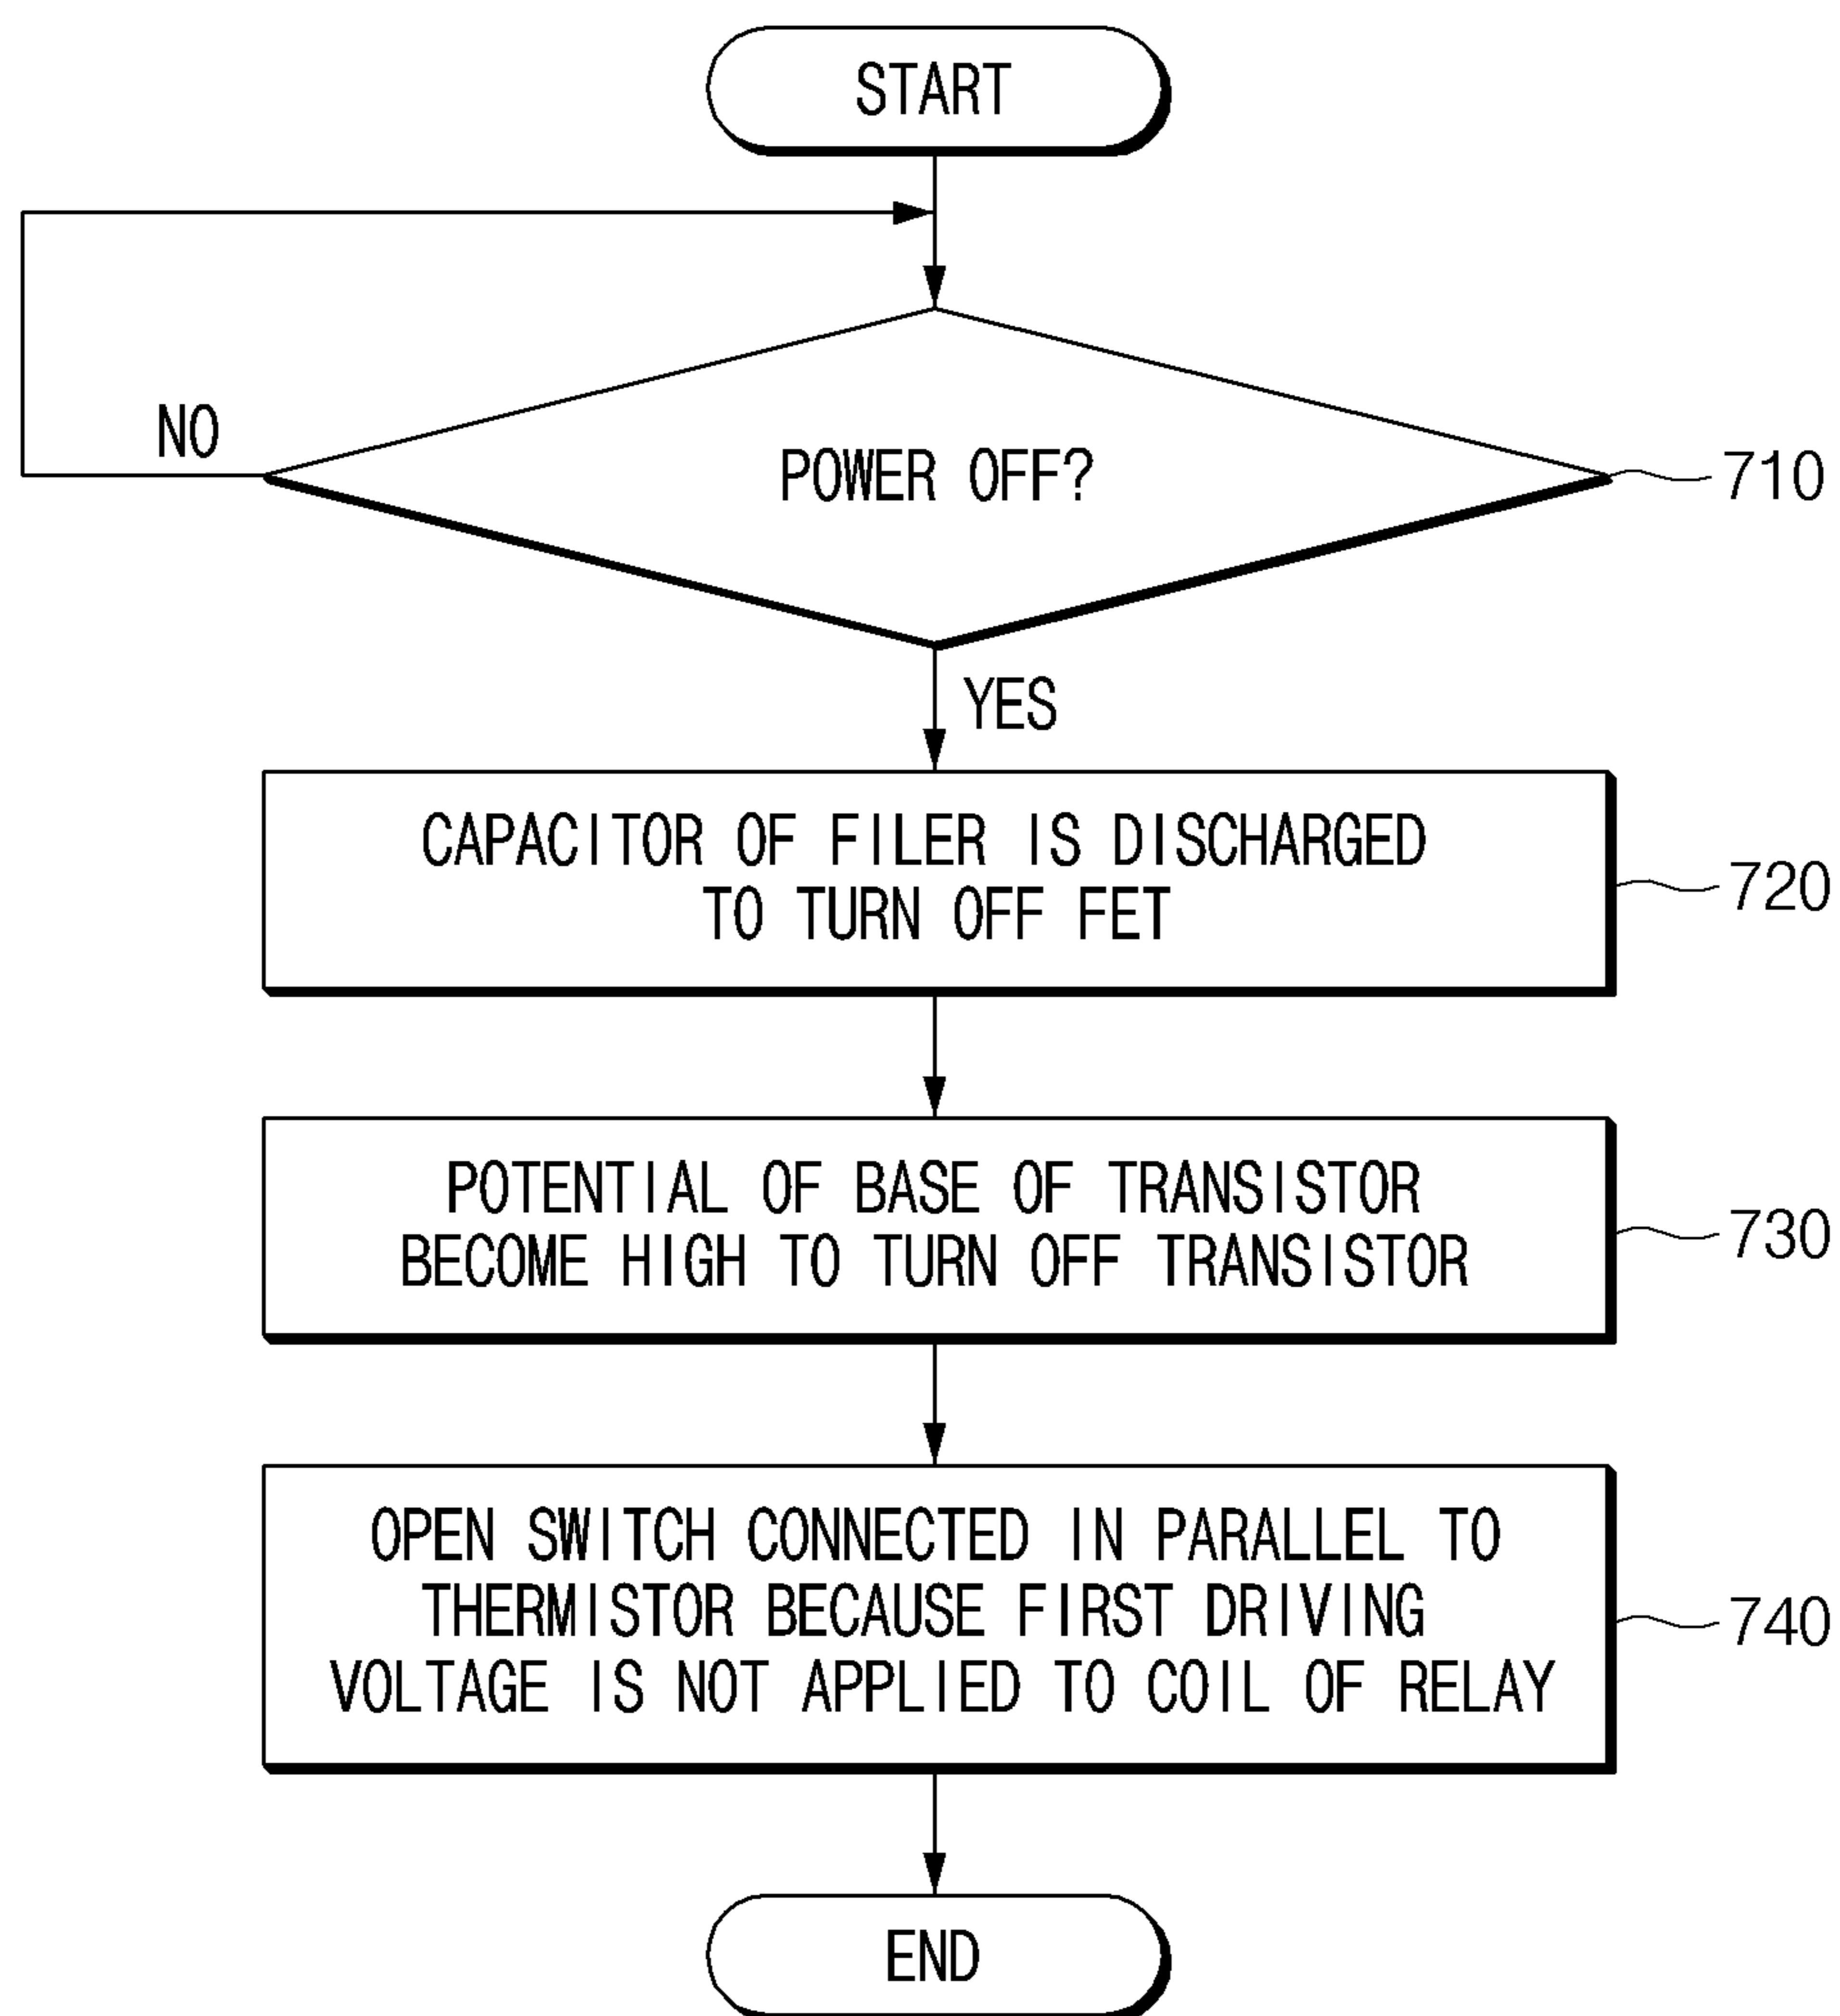 START
NO
POWER OFF?
710
YES
CAPACITOR OF FILER IS DISCHARGED
TO TURN OFF FET
720
POTENTIAL OF BASE OF TRANSISTOR
BECOME HIGH TO TURN OFF TRANSISTOR
730
OPEN SWITCH CONNECTED IN PARALLEL TO
THERMISTOR BECAUSE FIRST DRIVING
VOLTAGE IS NOT APPLIED TO COIL OF RELAY
740
END